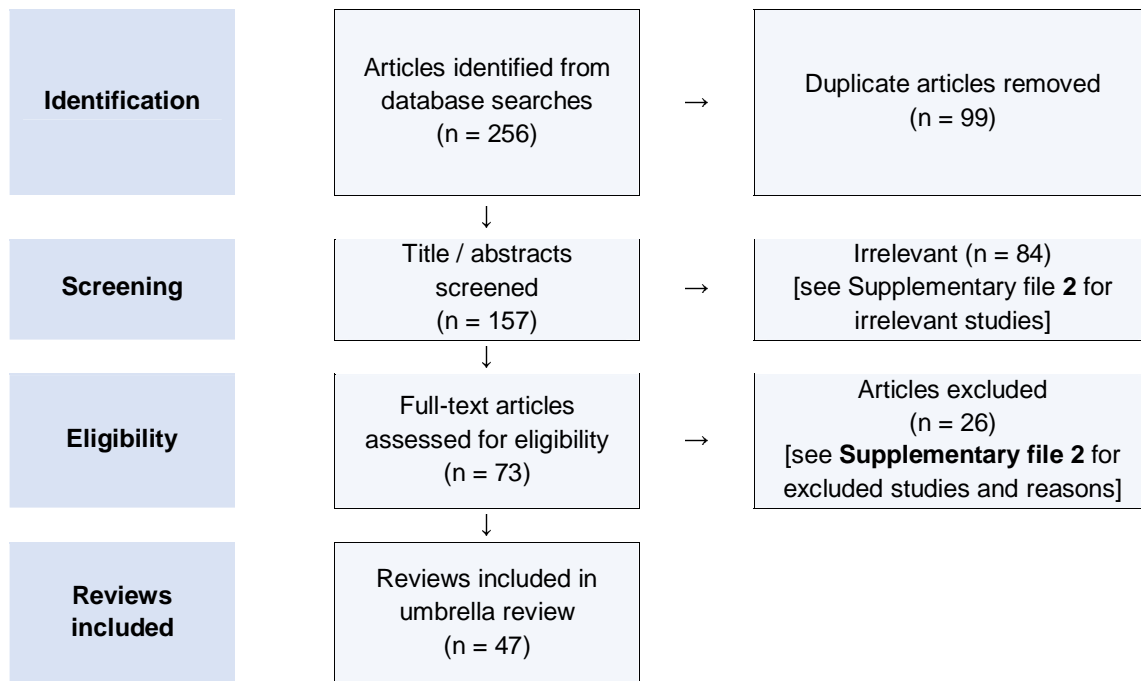 Identification
Articles identified from
database searches
(n = 256)
→
Duplicate articles removed
(n = 99)
↓
Screening
Title / abstracts
screened
(n = 157)
→
Irrelevant (n = 84)
[see Supplementary file 2 for
irrelevant studies]
↓
Eligibility
Full-text articles
assessed for eligibility
(n = 73)
→
Articles excluded
(n = 26)
[see Supplementary file 2 for
excluded studies and reasons]
↓
Reviews
included
Reviews included in
umbrella review
(n = 47)